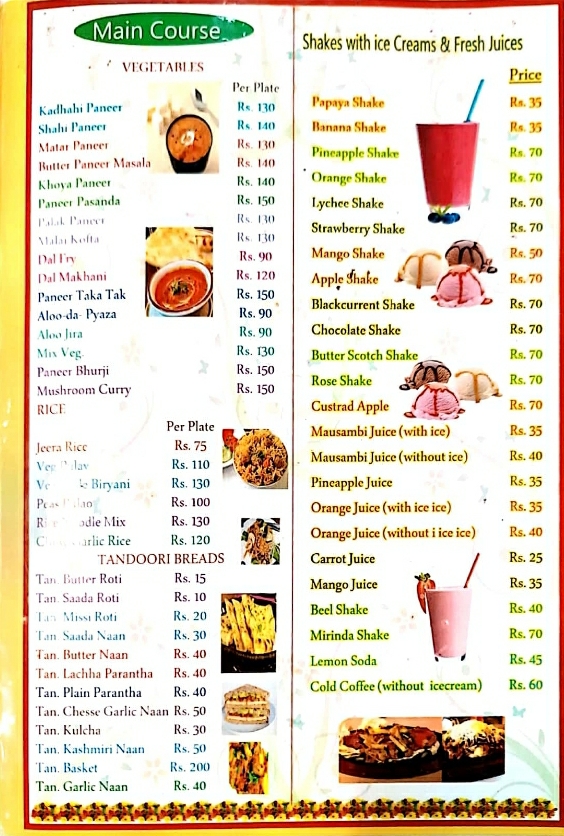 Main Course
VEGETABLES
Per Plate
Kadhahi Paneer Rs. 130
Shahi Paneer Rs. 140
Matar Paneer Rs. 130
Butter Paneer Masala Rs. 140
Khoya Paneer Rs. 140
Paneer Pasanda Rs. 150
Palak Paneer Rs. 130
Malai Kofta Rs. 130
Dal Fry Rs. 90
Dal Makhani Rs. 120
Paneer Taka Tak Rs. 150
Aloo-da- Pyaza Rs. 90
Aloo Jira Rs. 90
Mix Veg. Rs. 130
Paneer Bhurji Rs. 150
Mushroom Curry Rs. 150
RICE
Per Plate
Jeera Rice Rs. 75
Veg Rs. 110
Biryani Rs. 130
Peas Rs. 100
Mix Rs. 130
Rice Rs. 120
TANDOORI BREADS
Tan. Butter Roti Rs. 15
Tan. Saada Roti Rs. 10
Tan. Missi Roti Rs. 20
Tan. Saada Naan Rs. 30
Tan. Butter Naan Rs. 40
Tan. Lachha Parantha Rs. 40
Tan. Plain Parantha Rs. 40
Tan. Chesse Garlic Naan Rs. 50
Tan. Kulcha Rs. 30
Tan. Kashmiri Naan Rs. 50
Tan. Basket Rs. 200
Tan. Garlic Naan Rs. 40
Shakes with ice Creams & Fresh Juices
Price
Papaya Shake Rs. 35
Banana Shake Rs. 35
Pineapple Shake Rs. 70
Orange Shake Rs. 70
Lychee Shake Rs. 70
Strawberry Shake Rs. 70
Mango Shake Rs. 50
Apple Shake Rs. 70
Blackcurrent Shake Rs. 70
Chocolate Shake Rs. 70
Butter Scotch Shake Rs. 70
Rose Shake Rs. 70
Custrad Apple Rs. 70
Mausambi Juice (with ice) Rs. 35
Mausambi Juice (without ice) Rs. 40
Pineapple Juice Rs. 35
Orange Juice (with ice ice) Rs. 35
Orange Juice (without i ice ice) Rs. 40
Carrot Juice Rs. 25
Mango Juice Rs. 35
Beel Shake Rs. 40
Mirinda Shake Rs. 70
Lemon Soda Rs. 45
Cold Coffee (without icecream) Rs. 60